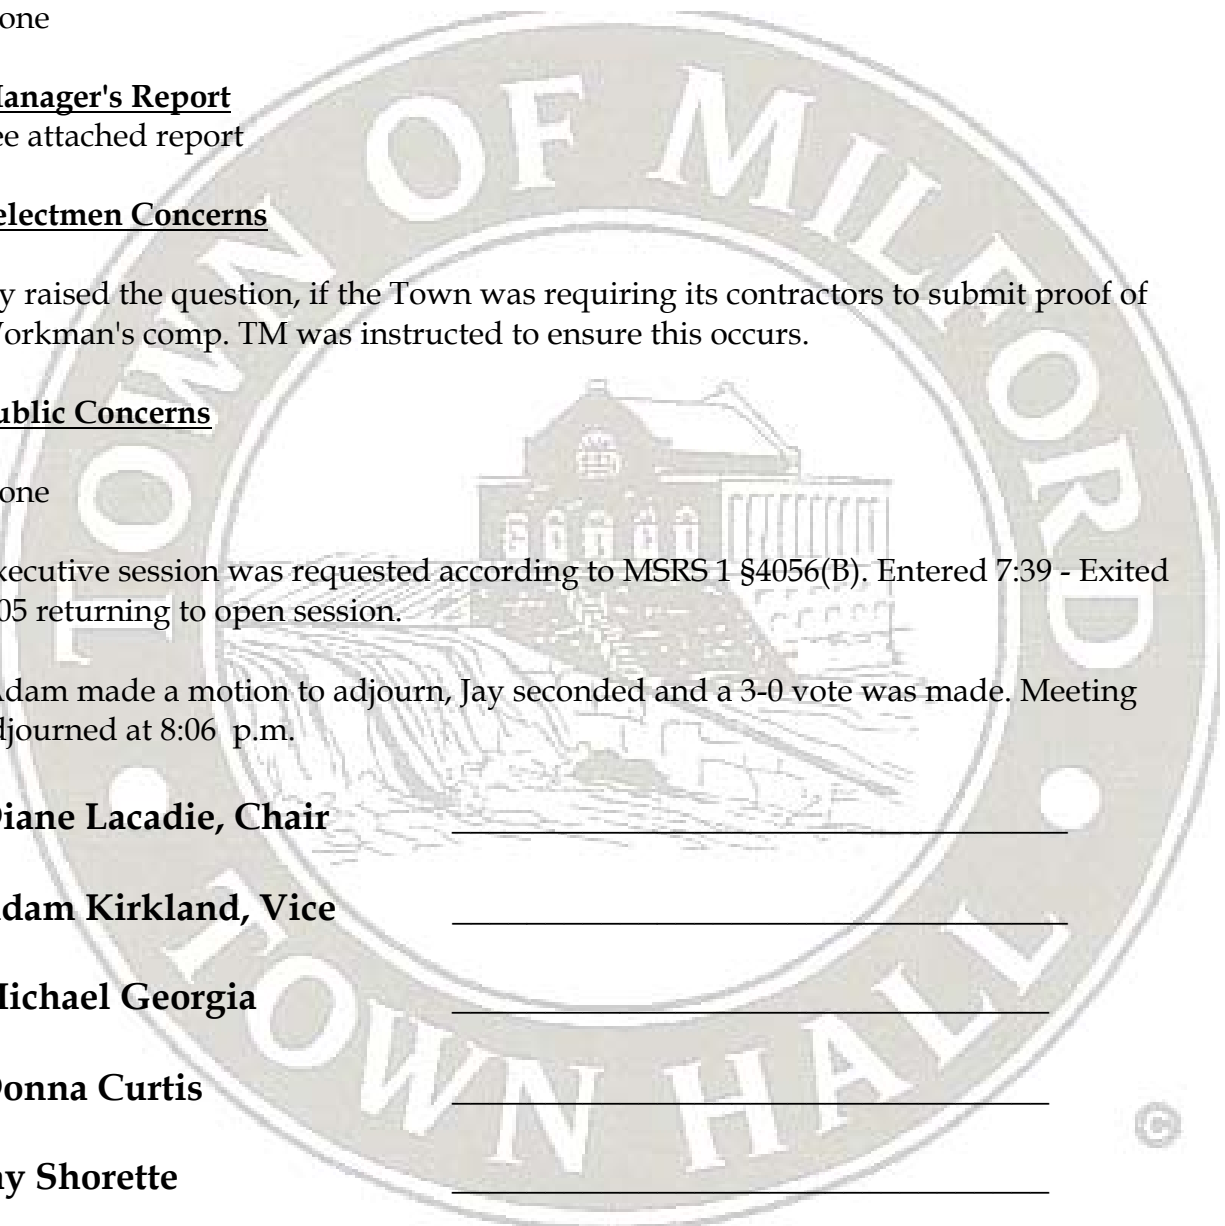 one
Manager's Report
ee attached report
electmen Concerns
y raised the question, if the Town was requiring its contractors to submit proof of
Workman's comp. TM was instructed to ensure this occurs.
ublic Concerns
one
xecutive session was requested according to MSRS 1 §4056(B). Entered 7:39 - Exited
:05 returning to open session.
Adam made a motion to adjourn, Jay seconded and a 3-0 vote was made. Meeting
djourned at 8:06 p.m.
Diane Lacadie, Chair
dam Kirkland, Vice
Michael Georgia
Donna Curtis
ay Shorette
TOWN OF MILFORD
TOWN HALL
©